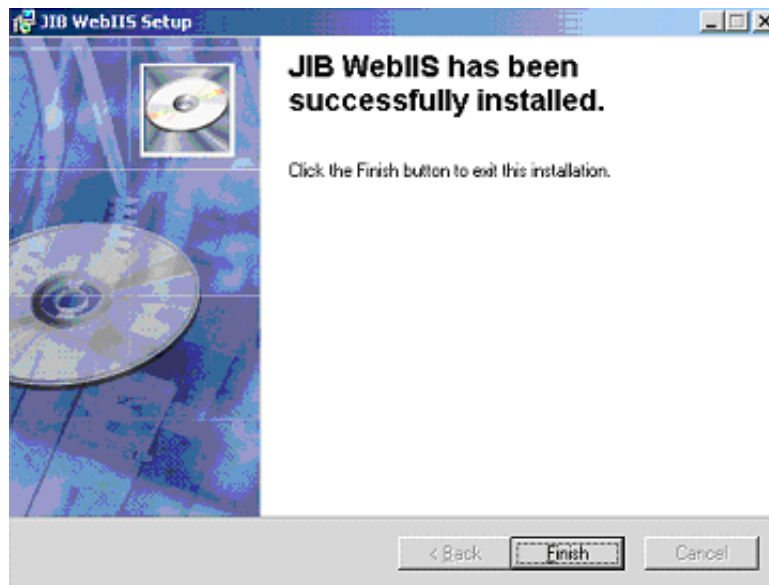 JIB WebIIS Setup
JIB WebIIS has been
successfully installed.
Click the Finish button to exit this installation.
< Back
Finish
Cancel